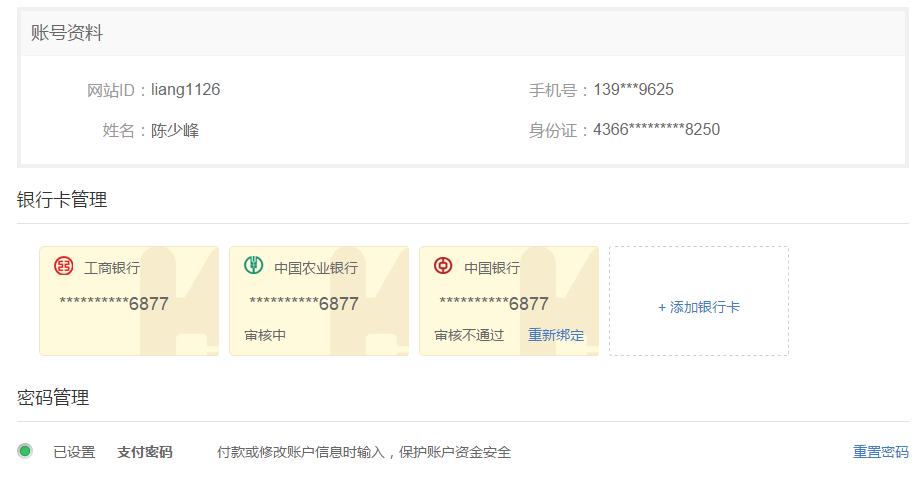 账号资料
网站ID：liang1126 手机号：139***9625
姓名：陈少峰 身份证：4366*********8250
银行卡管理
工商银行 中国农业银行 中国银行
**********6877 **********6877 **********6877 + 添加银行卡
审核中 审核不通过 重新绑定
密码管理
已设置 支付密码 付款或修改账户信息时输入，保护账户资金安全 重置密码